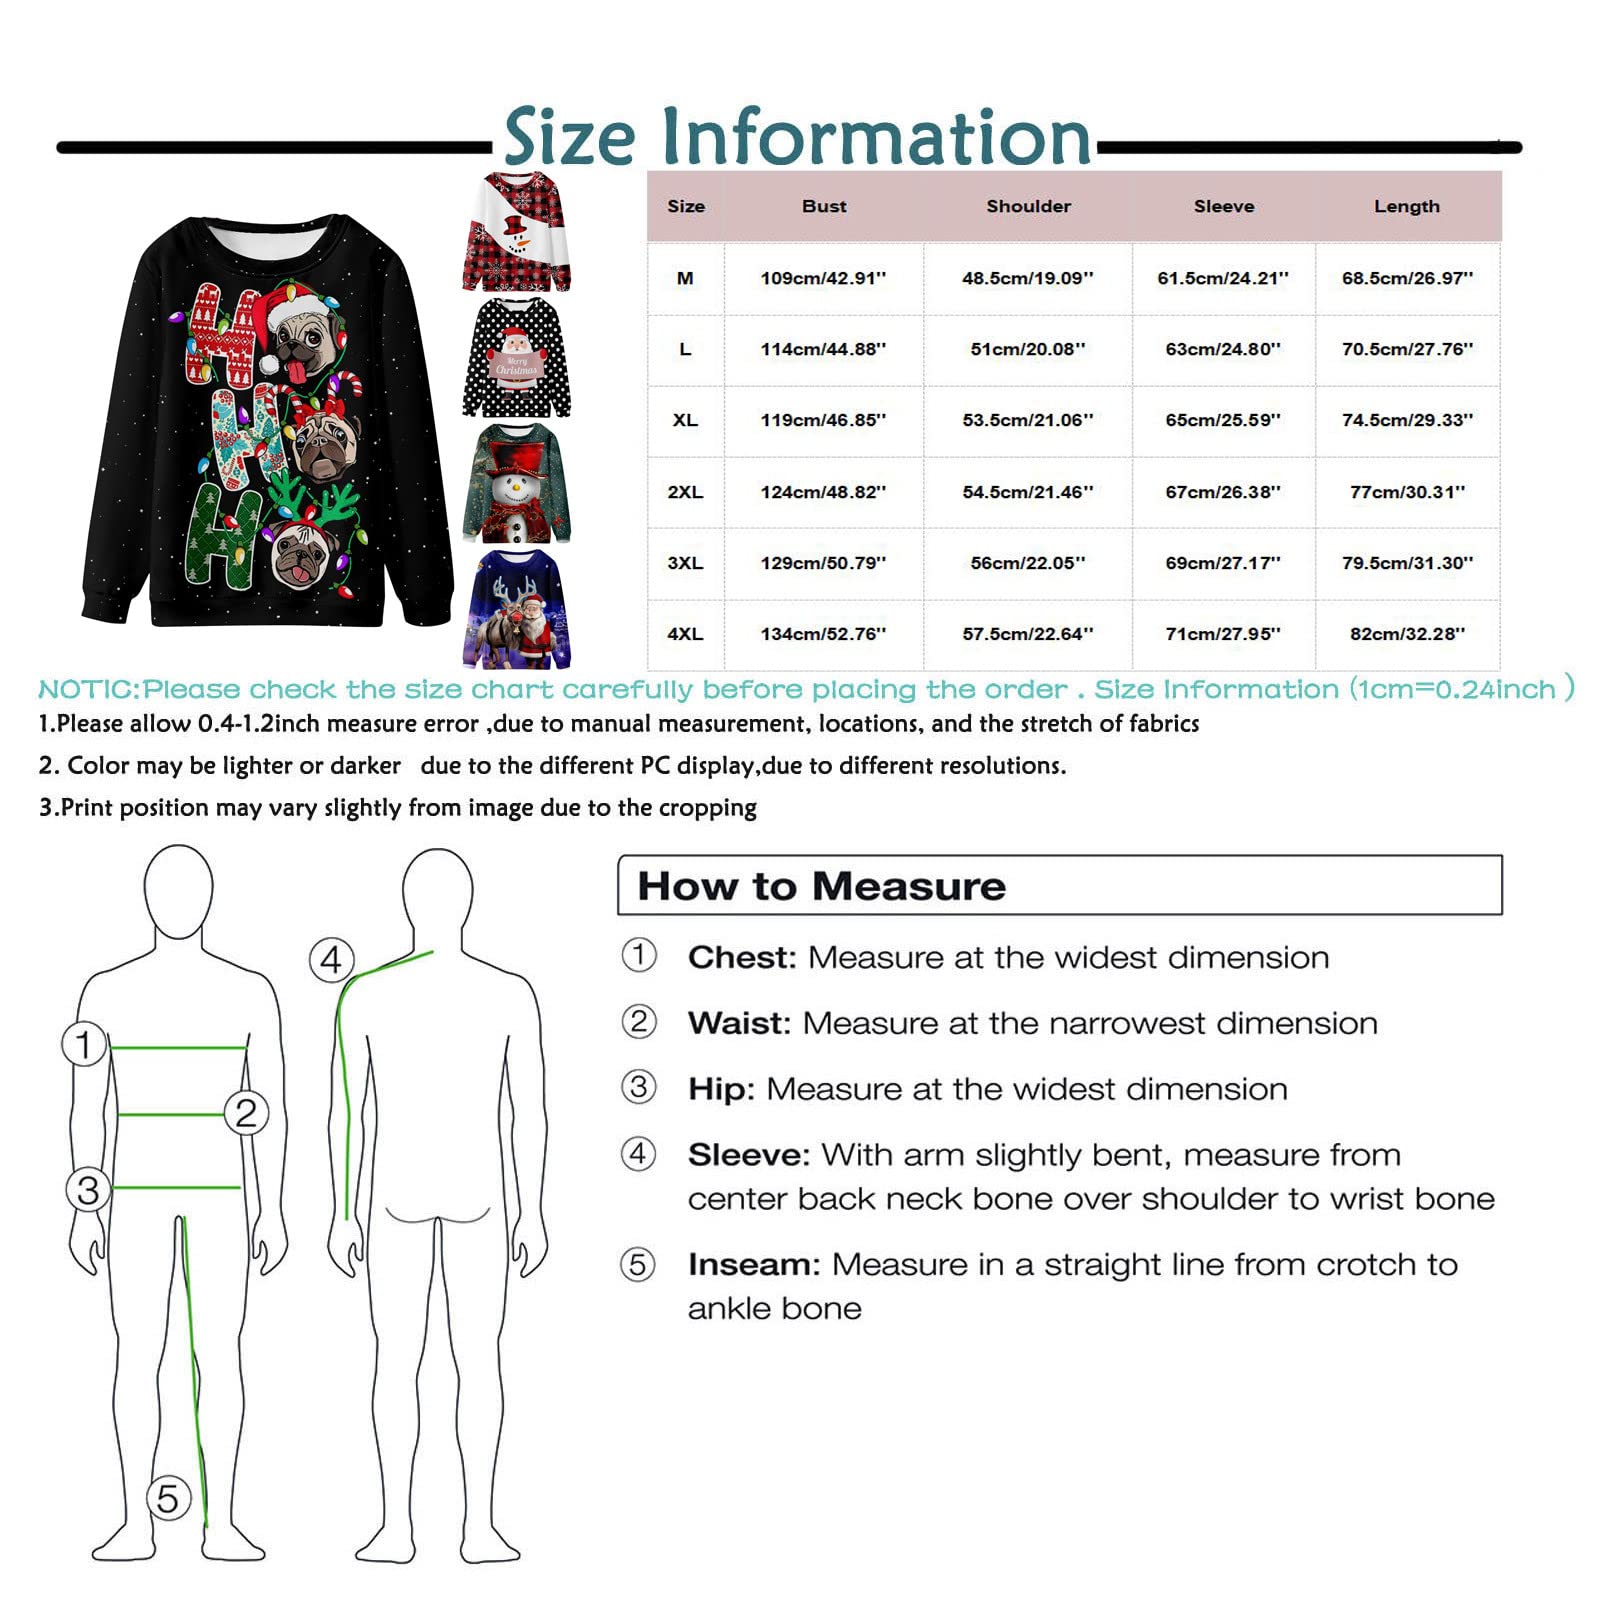 Size Information
Size Bust Shoulder Sleeve Length
M 109cm/42.91'' 48.5cm/19.09'' 61.5cm/24.21'' 68.5cm/26.97''
L 114cm/44.88'' 51cm/20.08'' 63cm/24.80'' 70.5cm/27.76''
XL 119cm/46.85'' 53.5cm/21.06'' 65cm/25.59'' 74.5cm/29.33''
2XL 124cm/48.82'' 54.5cm/21.46'' 67cm/26.38'' 77cm/30.31''
3XL 129cm/50.79'' 56cm/22.05'' 69cm/27.17'' 79.5cm/31.30''
4XL 134cm/52.76'' 57.5cm/22.64'' 71cm/27.95'' 82cm/32.28''
H
H
H
Merry
Christmas
NOTIC:Please check the size chart carefully before placing the order . Size Information (1cm=0.24inch )
1.Please allow 0.4-1.2inch measure error ,due to manual measurement, locations, and the stretch of fabrics
2. Color may be lighter or darker due to the different PC display,due to different resolutions.
3.Print position may vary slightly from image due to the cropping
1
2
3
4
5
How to Measure
1 Chest: Measure at the widest dimension
2 Waist: Measure at the narrowest dimension
3 Hip: Measure at the widest dimension
4 Sleeve: With arm slightly bent, measure from
center back neck bone over shoulder to wrist bone
5 Inseam: Measure in a straight line from crotch to
ankle bone